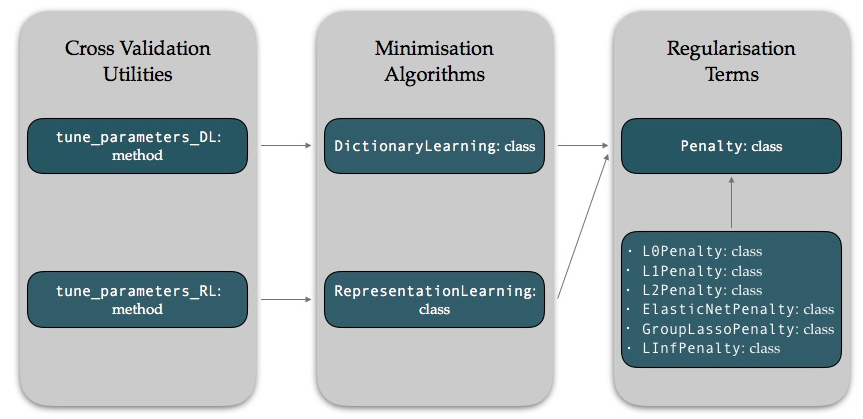 Cross Validation
Utilities
tune_parameters_DL:
method
tune_parameters_RL:
method
Minimisation
Algorithms
DictionaryLearning: class
RepresentationLearning:
class
Regularisation
Terms
Penalty: class
· L0Penalty: class
· L1Penalty: class
· L2Penalty: class
· ElasticNetPenalty: class
· GroupLassoPenalty: class
· LInfPenalty: class